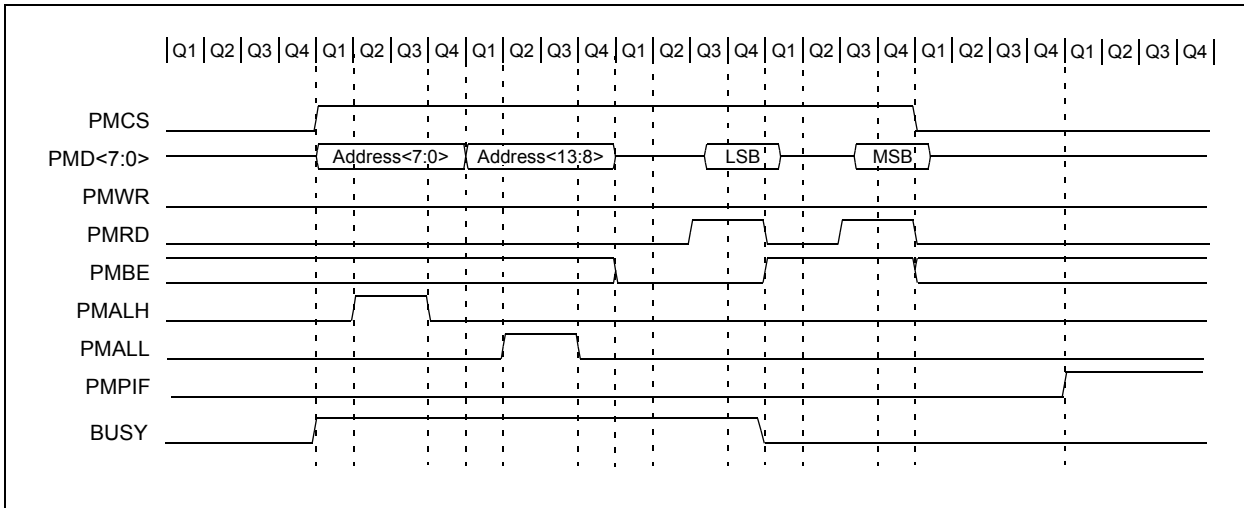 Q1 Q2 Q3 Q4 Q1 Q2 Q3 Q4 Q1 Q2 Q3 Q4 Q1 Q2 Q3 Q4 Q1 Q2 Q3 Q4 Q1 Q2 Q3 Q4 Q1 Q2 Q3 Q4
PMCS
PMD<7:0> Address<7:0> Address<13:8> LSB MSB
PMWR
PMRD
PMBE
PMALH
PMALL
PMPIF
BUSY